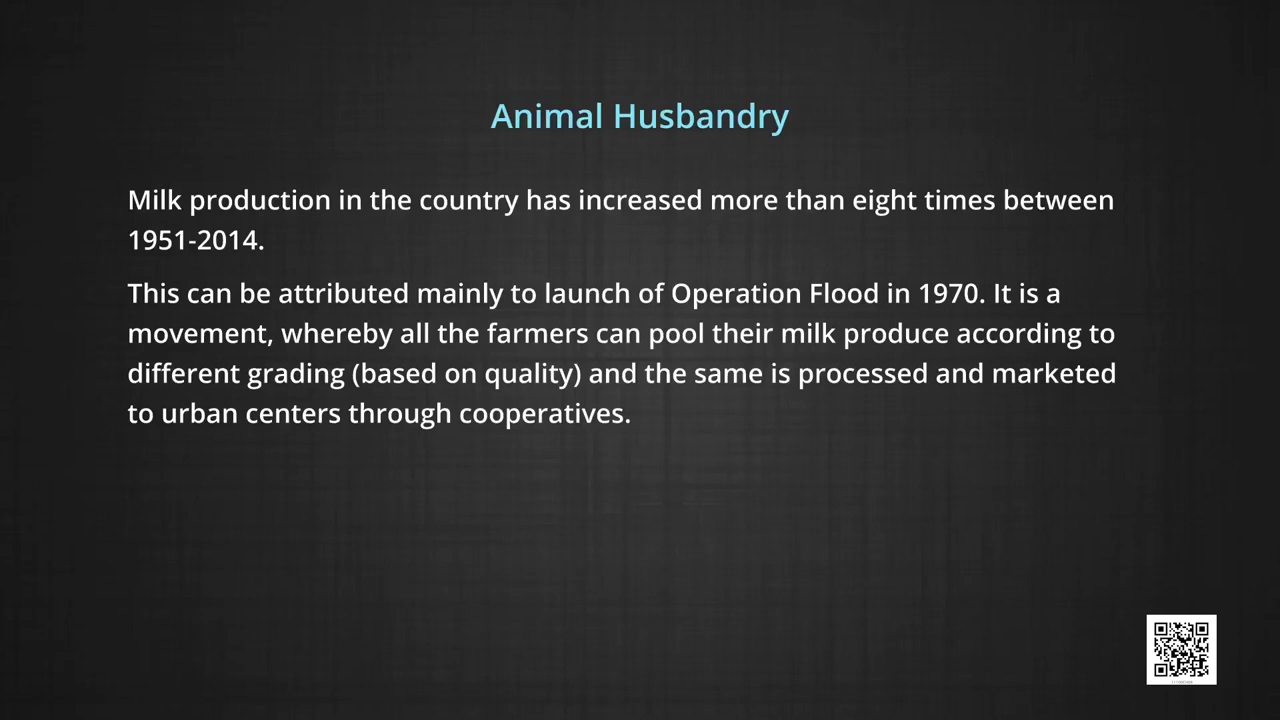 Animal Husbandry
Milk production in the country has increased more than eight times between
1951-2014.
This can be attributed mainly to launch of Operation Flood in 1970. It is a
movement, whereby all the farmers can pool their milk produce according to
different grading (based on quality) and the same is processed and marketed
to urban centers through cooperatives.